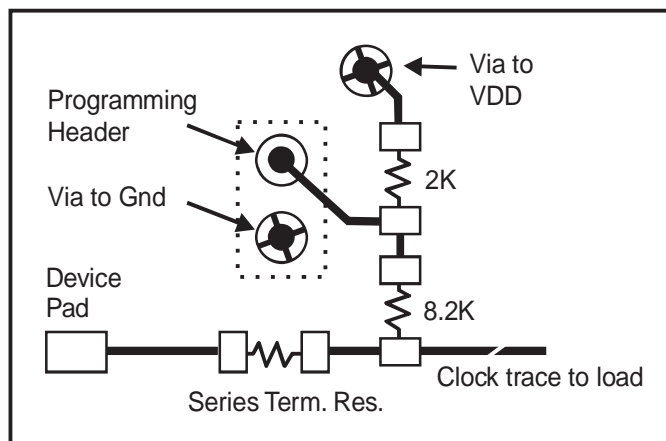 Via to
VDD
Programming
Header
2K
Via to Gnd
Device
Pad
8.2K
Clock trace to load
Series Term. Res.